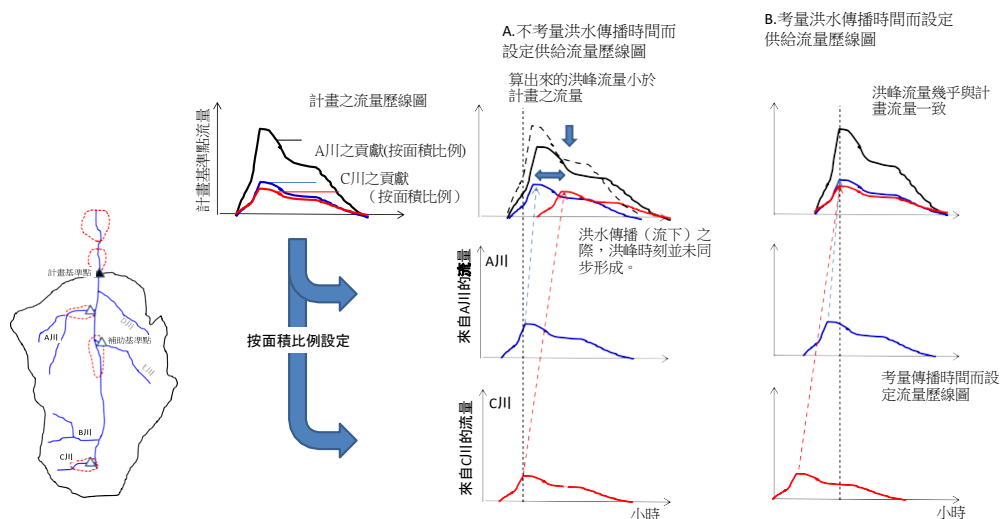 A.不考量洪水傳播時間而
設定供給流量歷線圖
B.考量洪水傳播時間而設定
供給流量歷線圖
計畫之流量歷線圖
計畫基準點流量
A川之貢獻(按面積比例)
C川之貢獻
（按面積比例）
算出來的洪峰流量小於
計畫之流量
洪峰流量幾乎與計
畫流量一致
洪水傳播（流下）之
際，洪峰時刻並未同
步形成。
按面積比例設定
來自A川的流量
A川
來自C川的流量
C川
小時
考量傳播時間而設
定流量歷線圖
小時
計畫基準點
A川
D川
補助基準點
E川
B川
C川